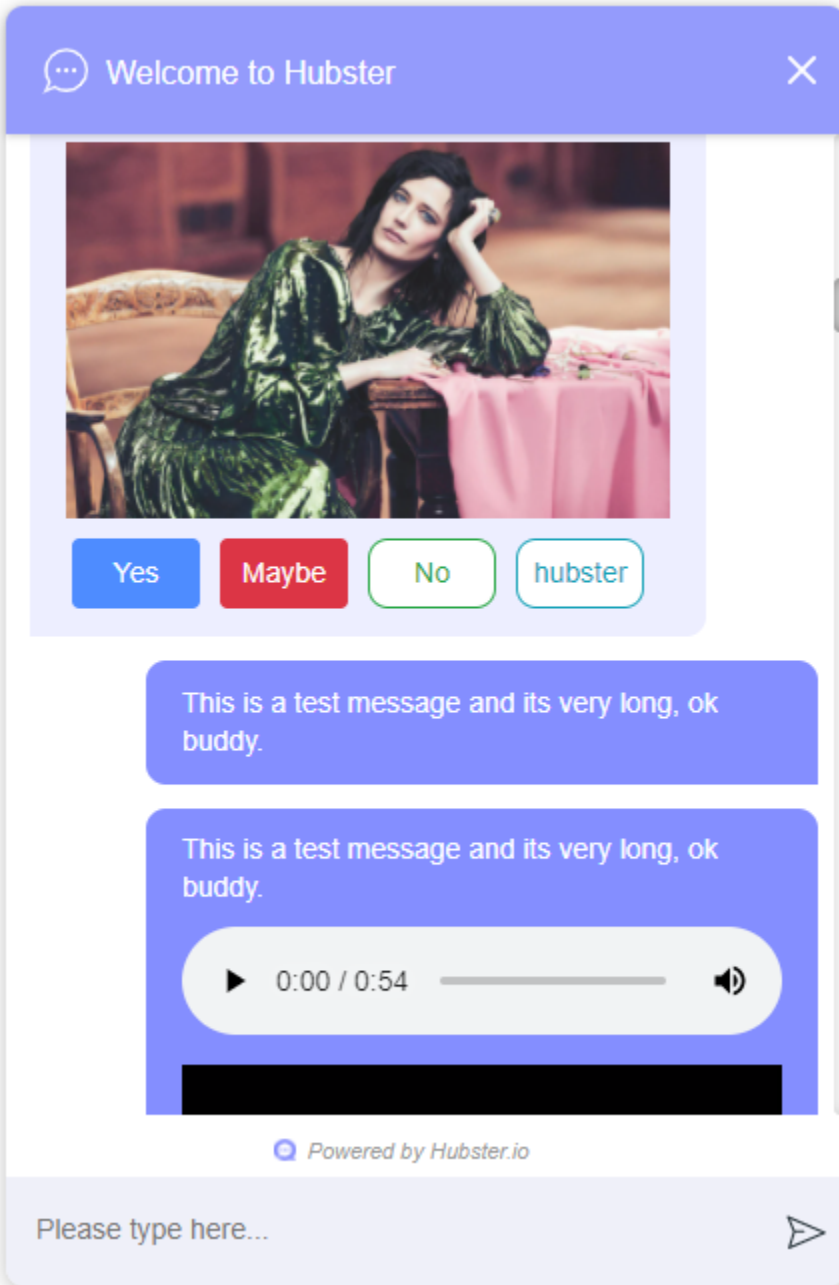 Welcome to Hubster
Yes
Maybe
No
hubster
This is a test message and its very long, ok
buddy.
This is a test message and its very long, ok
buddy.
0:00 / 0:54
Powered by Hubster.io
Please type here...